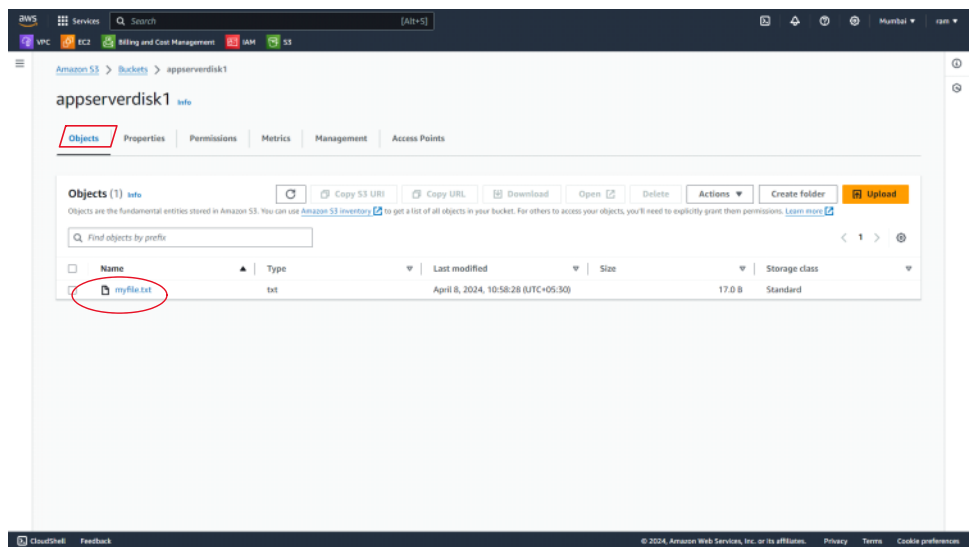 aws Services Search [Alt+S] Mumbai ram
VPC EC2 Billing and Cost Management IAM S3
Amazon S3 > Buckets > appserverdisk1
appserverdisk1 Info
Objects Properties Permissions Metrics Management Access Points
Objects (1) Info Copy S3 URI Copy URL Download Open Delete Actions Create folder Upload
Objects are the fundamental entities stored in Amazon S3. You can use Amazon S3 inventory to get a list of all objects in your bucket. For others to access your objects, you'll need to explicitly grant them permissions. Learn more
Find objects by prefix < 1 >
Name Type Last modified Size Storage class
myfile.txt txt April 8, 2024, 10:58:28 (UTC+05:30) 17.0 B Standard
CloudShell Feedback © 2024, Amazon Web Services, Inc. or its affiliates. Privacy Terms Cookie preferences